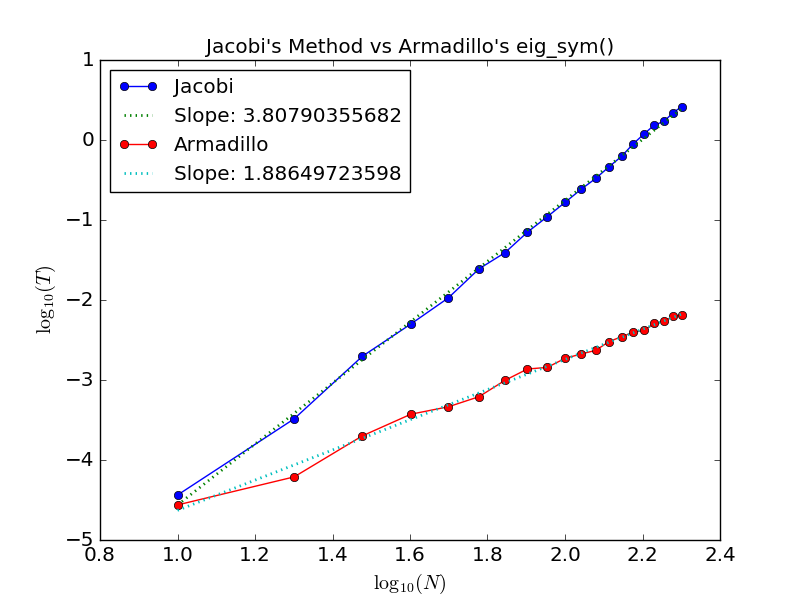 Jacobi's Method vs Armadillo's eig_sym()
Jacobi
Slope: 3.80790355682
Armadillo
Slope: 1.88649723598
1
0
−1
−2
−3
−4
−5
log₁₀(T)
0.8 1.0 1.2 1.4 1.6 1.8 2.0 2.2 2.4
log₁₀(N)